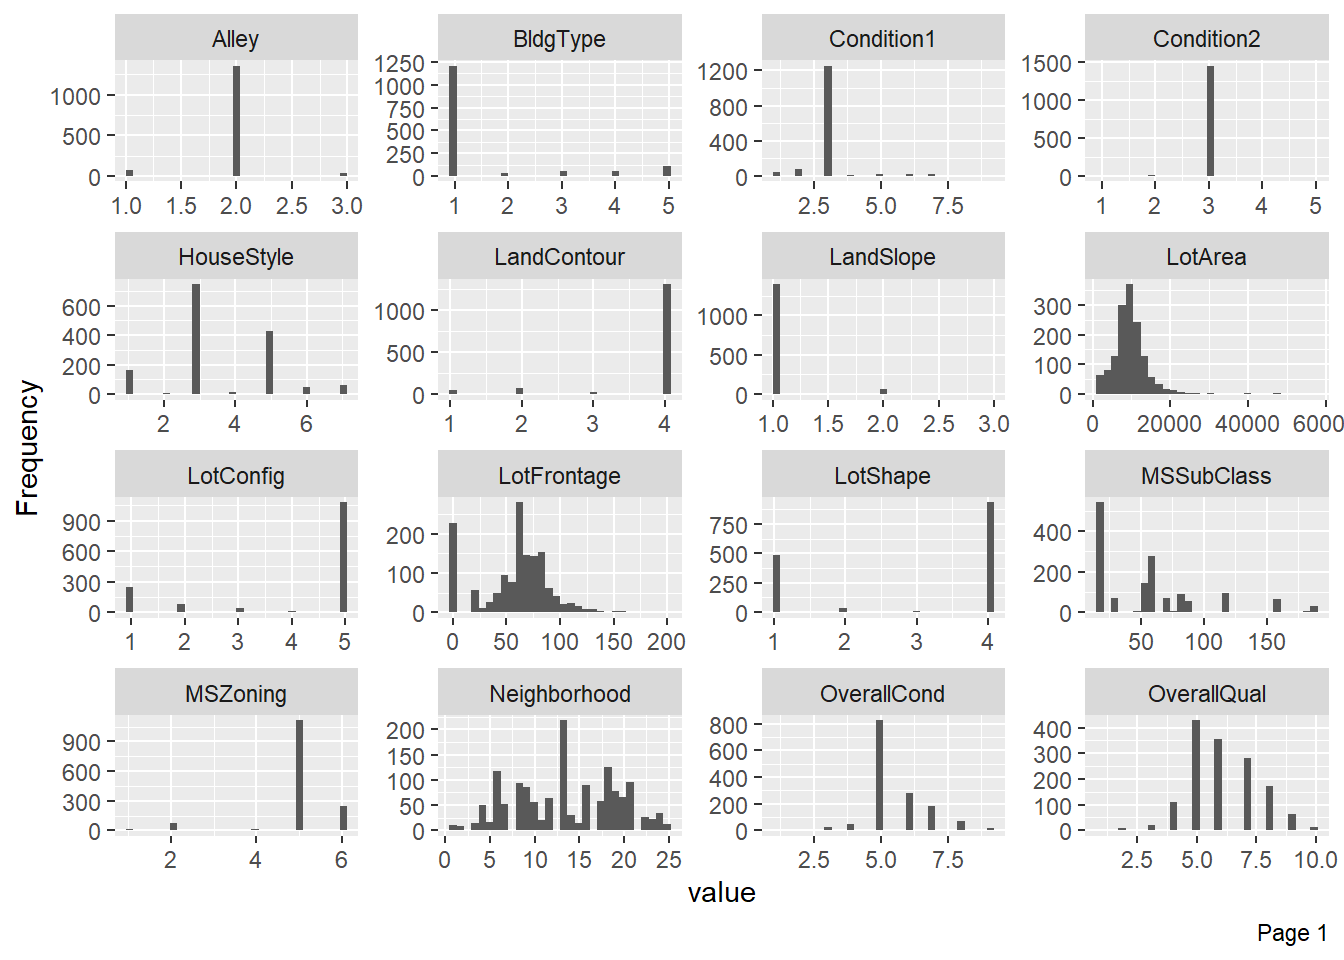 Alley BldgType Condition1 Condition2
1000 500 0
1250 1000 750 500 250 0
1200 800 400 0
1500 1000 500 0
1.0 1.5 2.0 2.5 3.0
1 2 3 4 5
2.5 5.0 7.5
1 2 3 4 5
HouseStyle LandContour LandSlope LotArea
600 400 200 0
1000 500 0
1000 500 0
300 200 100 0
2 4 6
1 2 3 4
1.0 1.5 2.0 2.5 3.0
0 20000 40000 6000
Frequency
LotConfig LotFrontage LotShape MSSubClass
900 600 300 0
200 100 0
750 500 250 0
400 200 0
1 2 3 4 5
0 50 100 150 200
1 2 3 4
50 100 150
MSZoning Neighborhood OverallCond OverallQual
900 600 300 0
200 150 100 50 0
800 600 400 200 0
400 300 200 100 0
2 4 6
0 5 10 15 20 25
2.5 5.0 7.5
2.5 5.0 7.5 10.0
value
Page 1